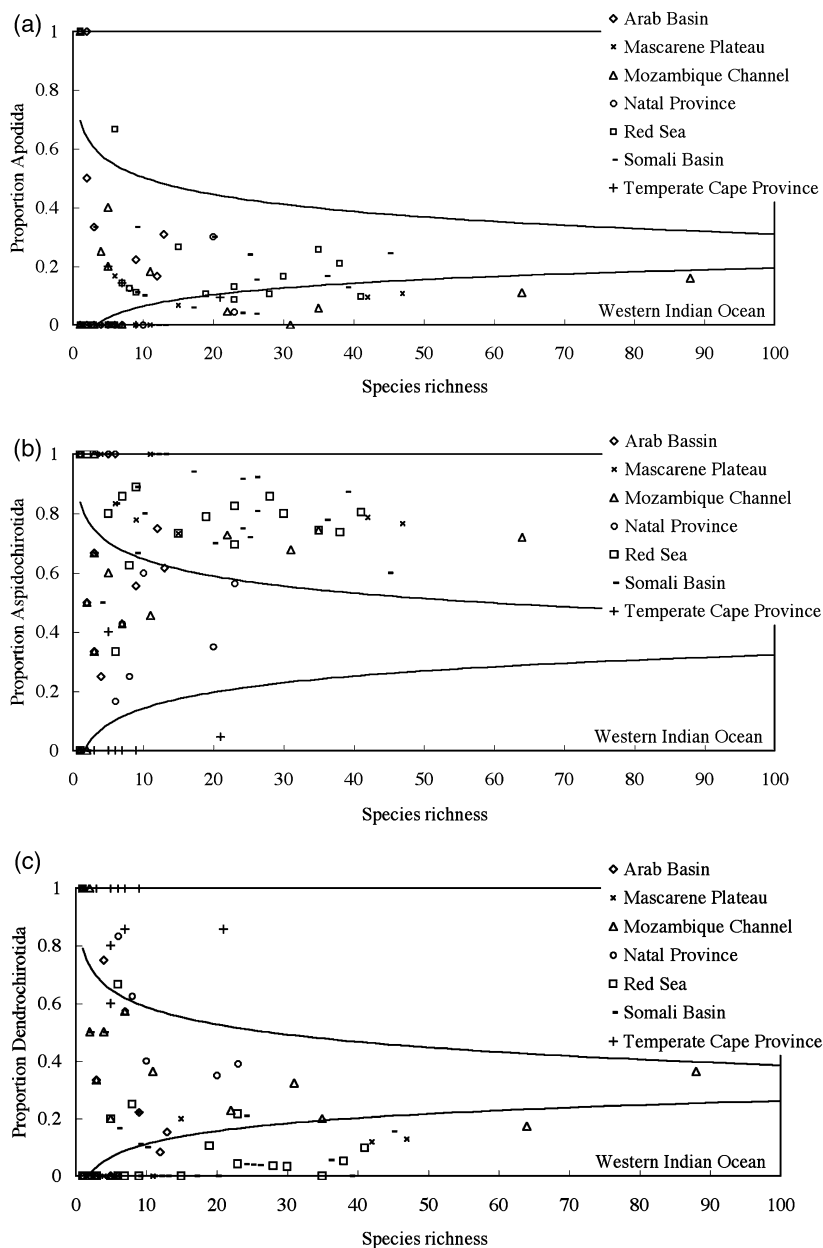 (a)
Proportion Apodida
1
0.8
0.6
0.4
0.2
0
0 10 20 30 40 50 60 70 80 90 100
Species richness
Arab Basin
Mascarene Plateau
Mozambique Channel
Natal Province
Red Sea
Somali Basin
Temperate Cape Province
Western Indian Ocean
(b)
Proportion Aspidochirotida
1
0.8
0.6
0.4
0.2
0
0 10 20 30 40 50 60 70 80 90 100
Species richness
Arab Bassin
Mascarene Plateau
Mozambique Channel
Natal Province
Red Sea
Somali Basin
Temperate Cape Province
Western Indian Ocean
(c)
Proportion Dendrochirotida
1
0.8
0.6
0.4
0.2
0
0 10 20 30 40 50 60 70 80 90 100
Species richness
Arab Basin
Mascarene Plateau
Mozambique Channel
Natal Province
Red Sea
Somali Basin
Temperate Cape Province
Western Indian Ocean